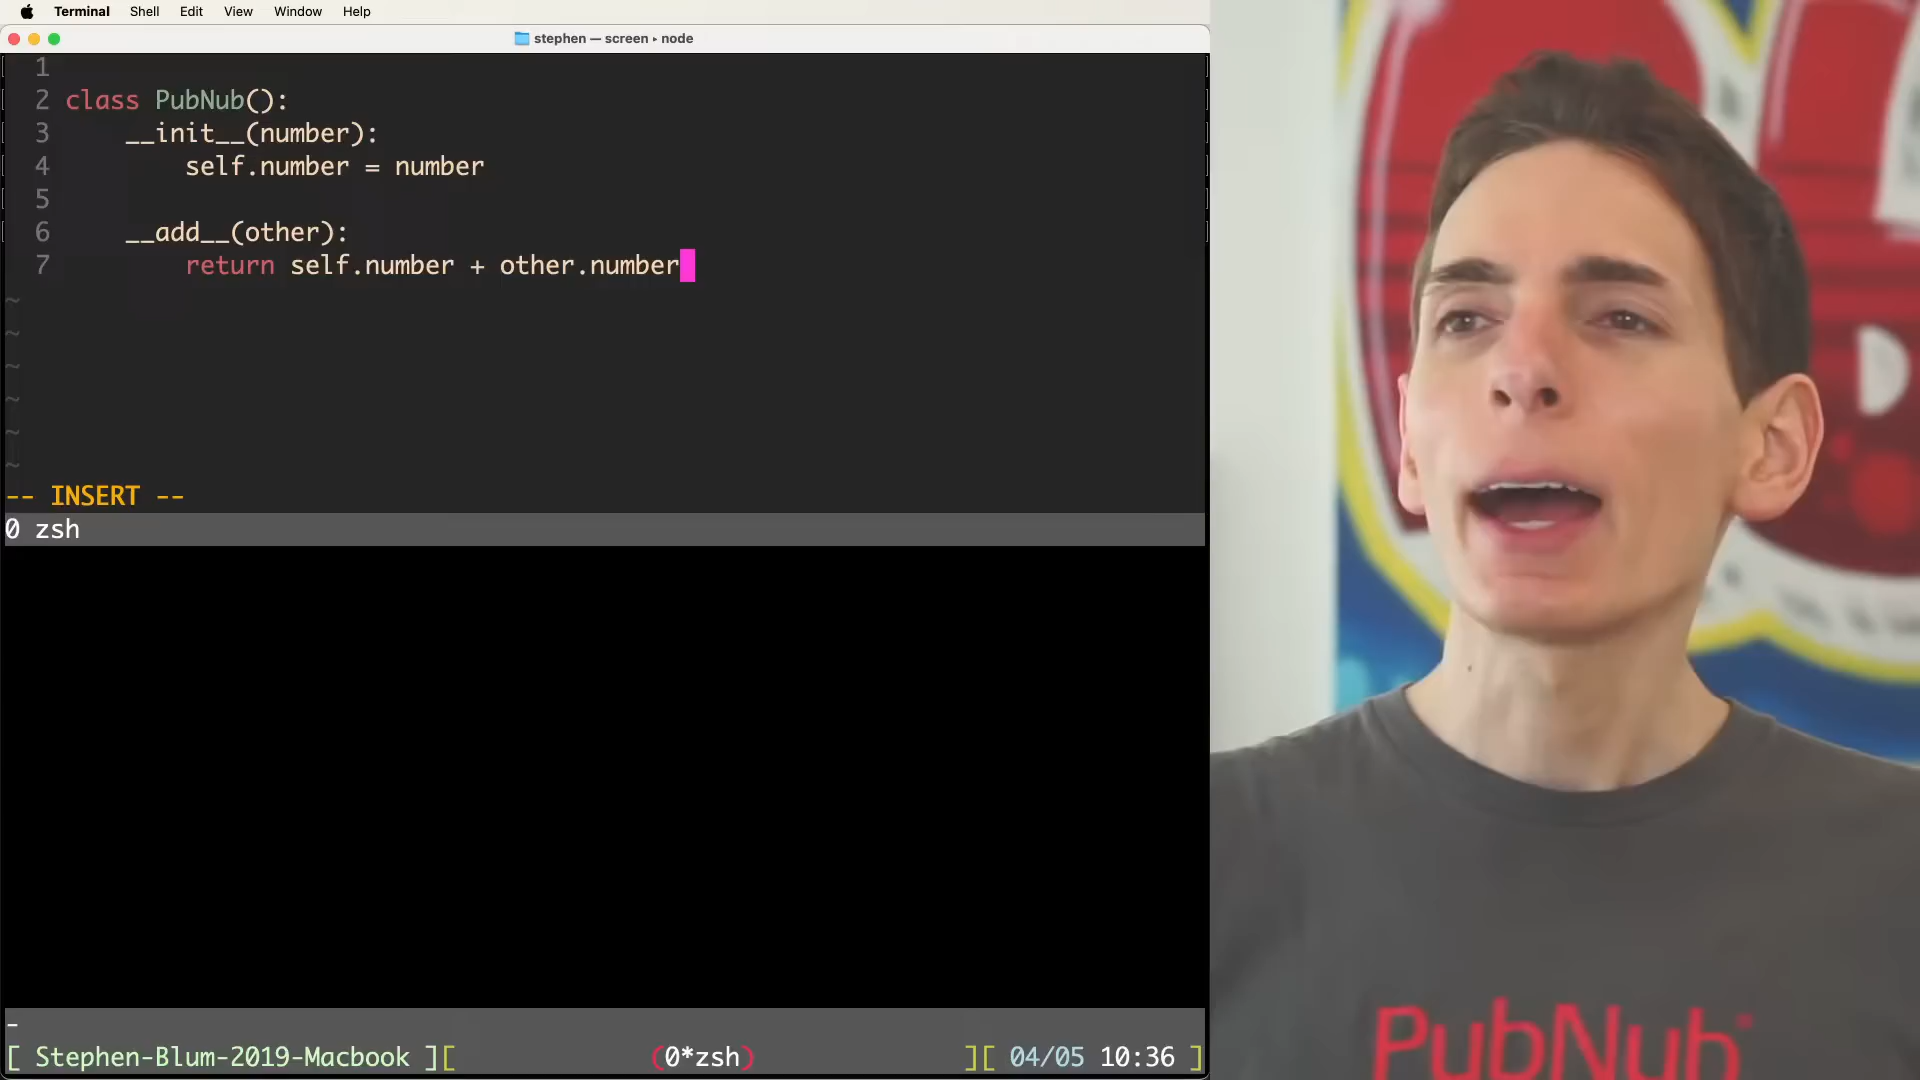 Terminal Shell Edit View Window Help
stephen — screen ▸ node
1
2 class PubNub():
3     __init__(number):
4         self.number = number
5
6     __add__(other):
7         return self.number + other.number
~
~
~
~
~
~
-- INSERT --
0 zsh
-
[ Stephen-Blum-2019-Macbook ][ (0*zsh) ][ 04/05 10:36 ]
PubNub